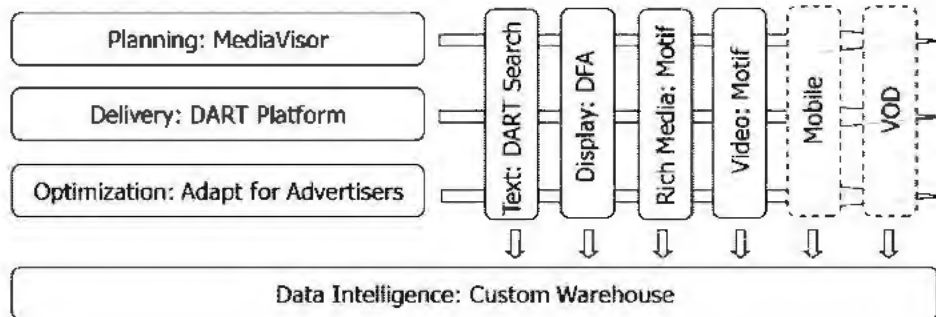 Planning: MediaVisor
Delivery: DART Platform
Optimization: Adapt for Advertisers
Text: DART Search
Display: DFA
Rich Media: Motif
Video: Motif
Mobile
VOD
Data Intelligence: Custom Warehouse